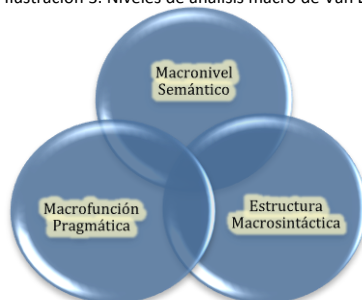 Ilustración 3. Niveles de análisis macro de Van
Macronivel
Semántico
Macrofunción
Pragmática
Estructura
Macrosintáctica